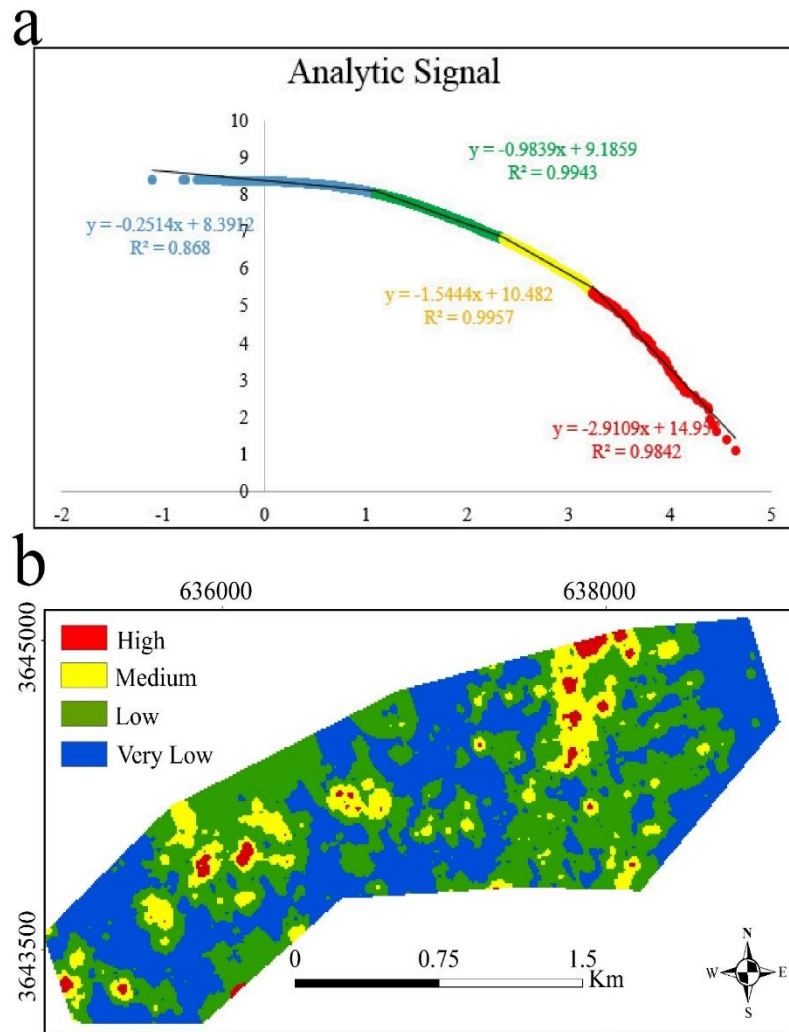 a
Analytic Signal
10
9
8
7
6
5
4
3
2
1
0
-2 -1 0 1 2 3 4 5
y = -0.9839x + 9.1859
R² = 0.9943
y = -0.2514x + 8.3912
R² = 0.868
y = -1.5444x + 10.482
R² = 0.9957
y = -2.9109x + 14.95
R² = 0.9842
b
636000 638000
3645000
3643500
High
Medium
Low
Very Low
0 0.75 1.5
Km
N
W E
S